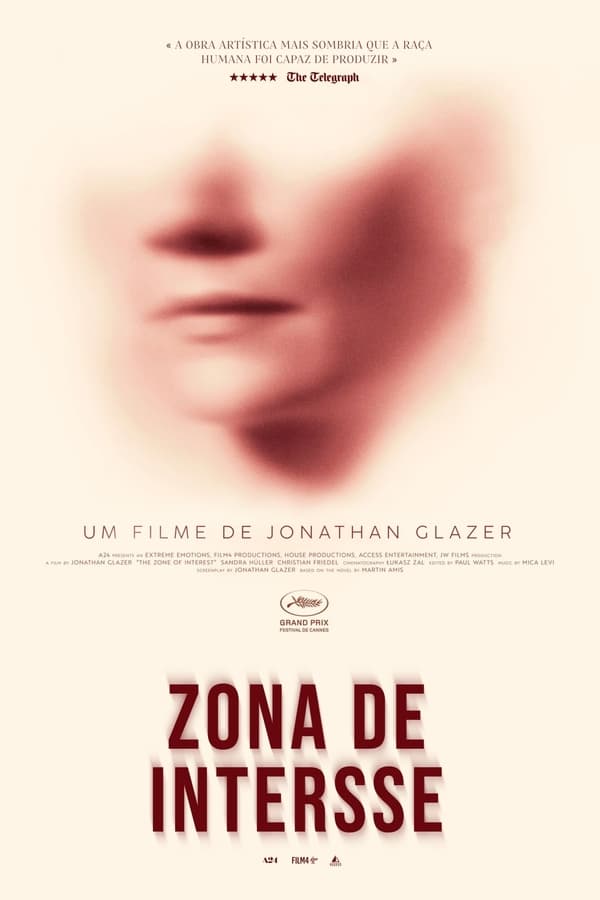 « A OBRA ARTÍSTICA MAIS SOMBRIA QUE A RAÇA
HUMANA FOI CAPAZ DE PRODUZIR »
★★★★★ The Telegraph
UM FILME DE JONATHAN GLAZER
A24 PRESENTS AN EXTREME EMOTIONS, FILM4 PRODUCTIONS, HOUSE PRODUCTIONS, ACCESS ENTERTAINMENT, JW FILMS PRODUCTION
A FILM BY JONATHAN GLAZER "THE ZONE OF INTEREST" SANDRA HÜLLER CHRISTIAN FRIEDEL CINEMATOGRAPHY ŁUKASZ ŻAL EDITED BY PAUL WATTS MUSIC BY MICA LEVI
SCREENPLAY BY JONATHAN GLAZER BASED ON THE NOVEL BY MARTIN AMIS
GRAND PRIX
FESTIVAL DE CANNES
ZONA DE
INTERSSE
A24 FILM4